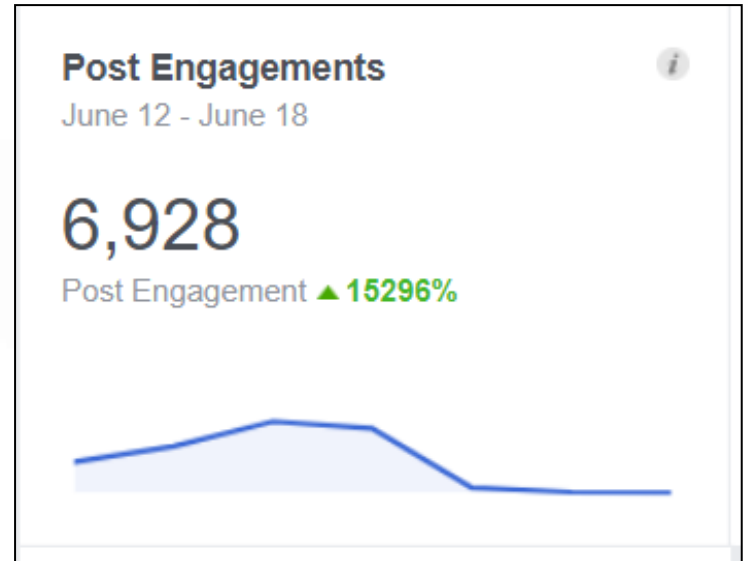 Post Engagements
i
June 12 - June 18
6,928
Post Engagement ▲ 15296%